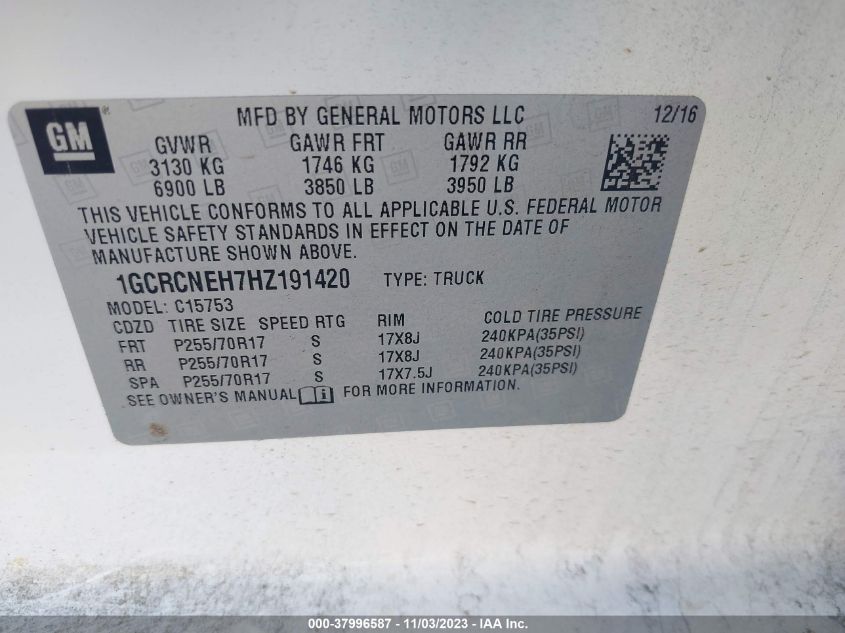 GM
MFD BY GENERAL MOTORS LLC 12/16
GVWR GAWR FRT GAWR RR
3130 KG 1746 KG 1792 KG
6900 LB 3850 LB 3950 LB
THIS VEHICLE CONFORMS TO ALL APPLICABLE U.S. FEDERAL MOTOR
VEHICLE SAFETY STANDARDS IN EFFECT ON THE DATE OF
MANUFACTURE SHOWN ABOVE.
1GCRCNEH7HZ191420 TYPE: TRUCK
MODEL: C15753
CDZD TIRE SIZE SPEED RTG RIM COLD TIRE PRESSURE
FRT P255/70R17 S 17X8J 240KPA(35PSI)
RR P255/70R17 S 17X8J 240KPA(35PSI)
SPA P255/70R17 S 17X7.5J 240KPA(35PSI)
SEE OWNER'S MANUAL FOR MORE INFORMATION.
000-37996587 - 11/03/2023 - IAA Inc.